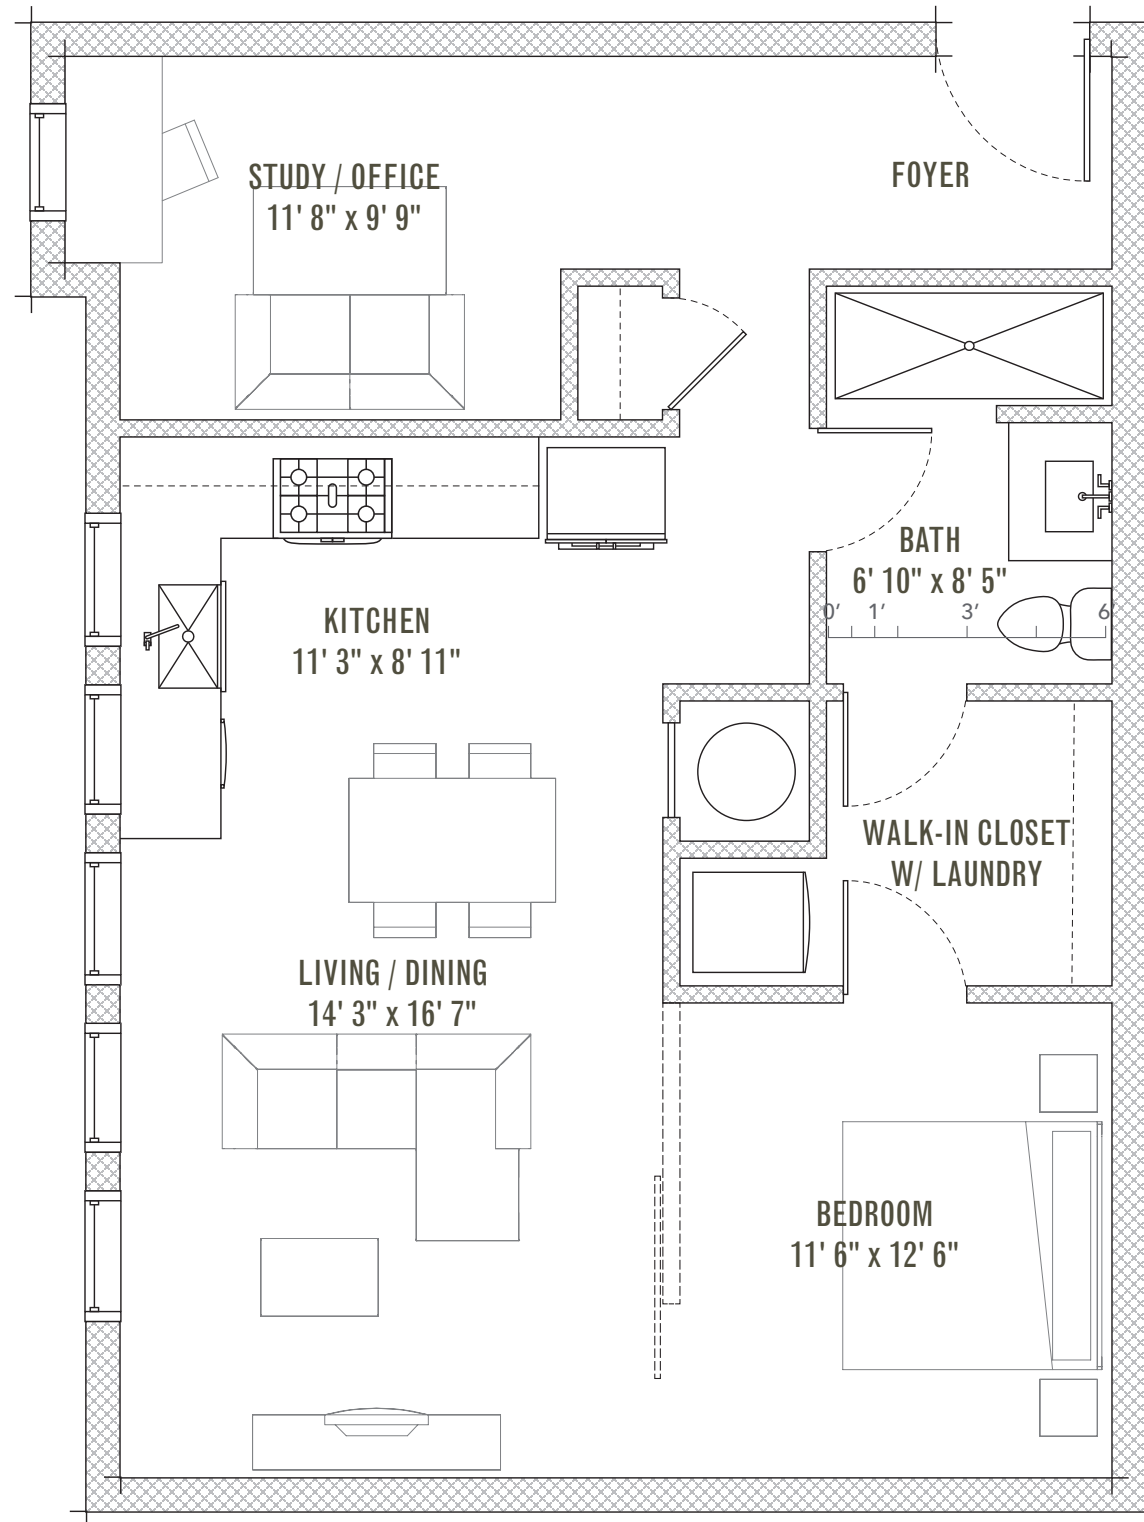 STUDY / OFFICE
11' 8" x 9' 9"
FOYER
BATH
6' 10" x 8' 5"
0' 1' 3' 6'
KITCHEN
11' 3" x 8' 11"
WALK-IN CLOSET
W/ LAUNDRY
LIVING / DINING
14' 3" x 16' 7"
BEDROOM
11' 6" x 12' 6"